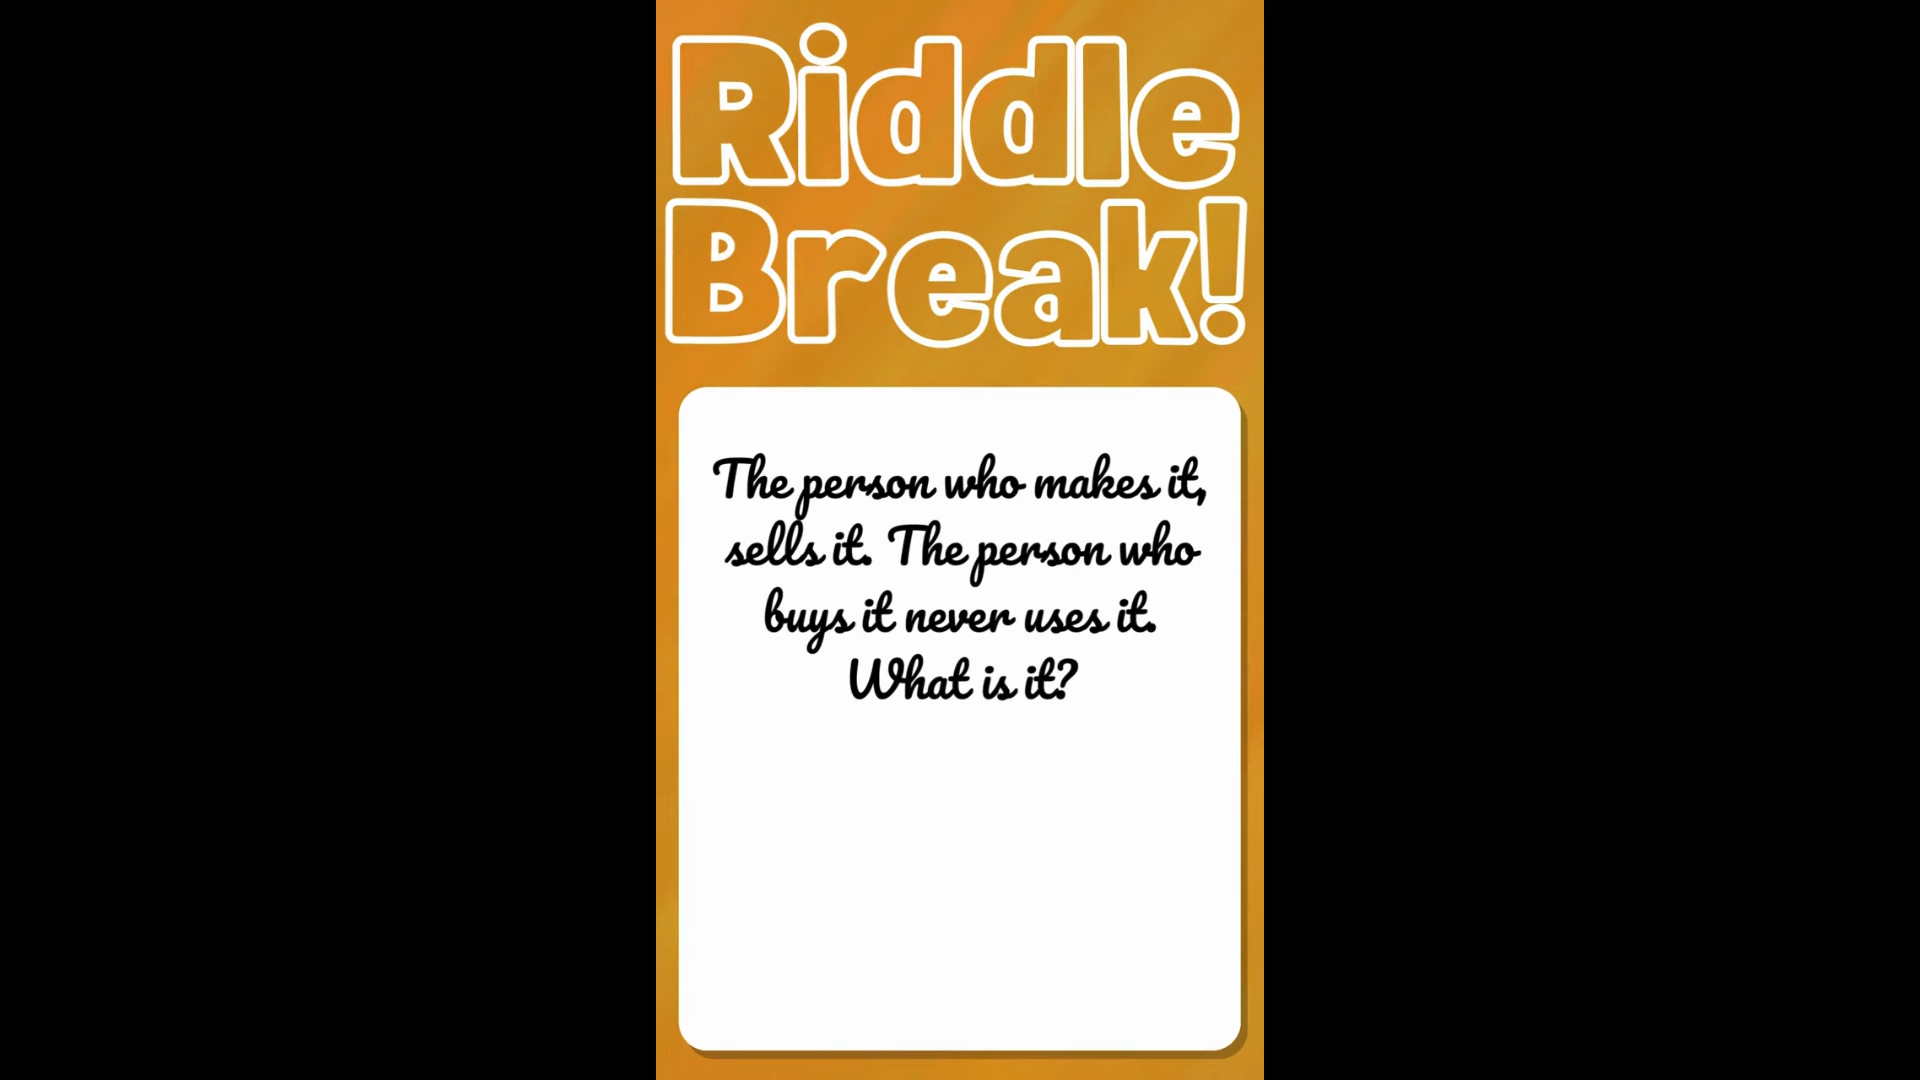 Riddle
Break!
The person who makes it,
sells it. The person who
buys it never uses it.
What is it?